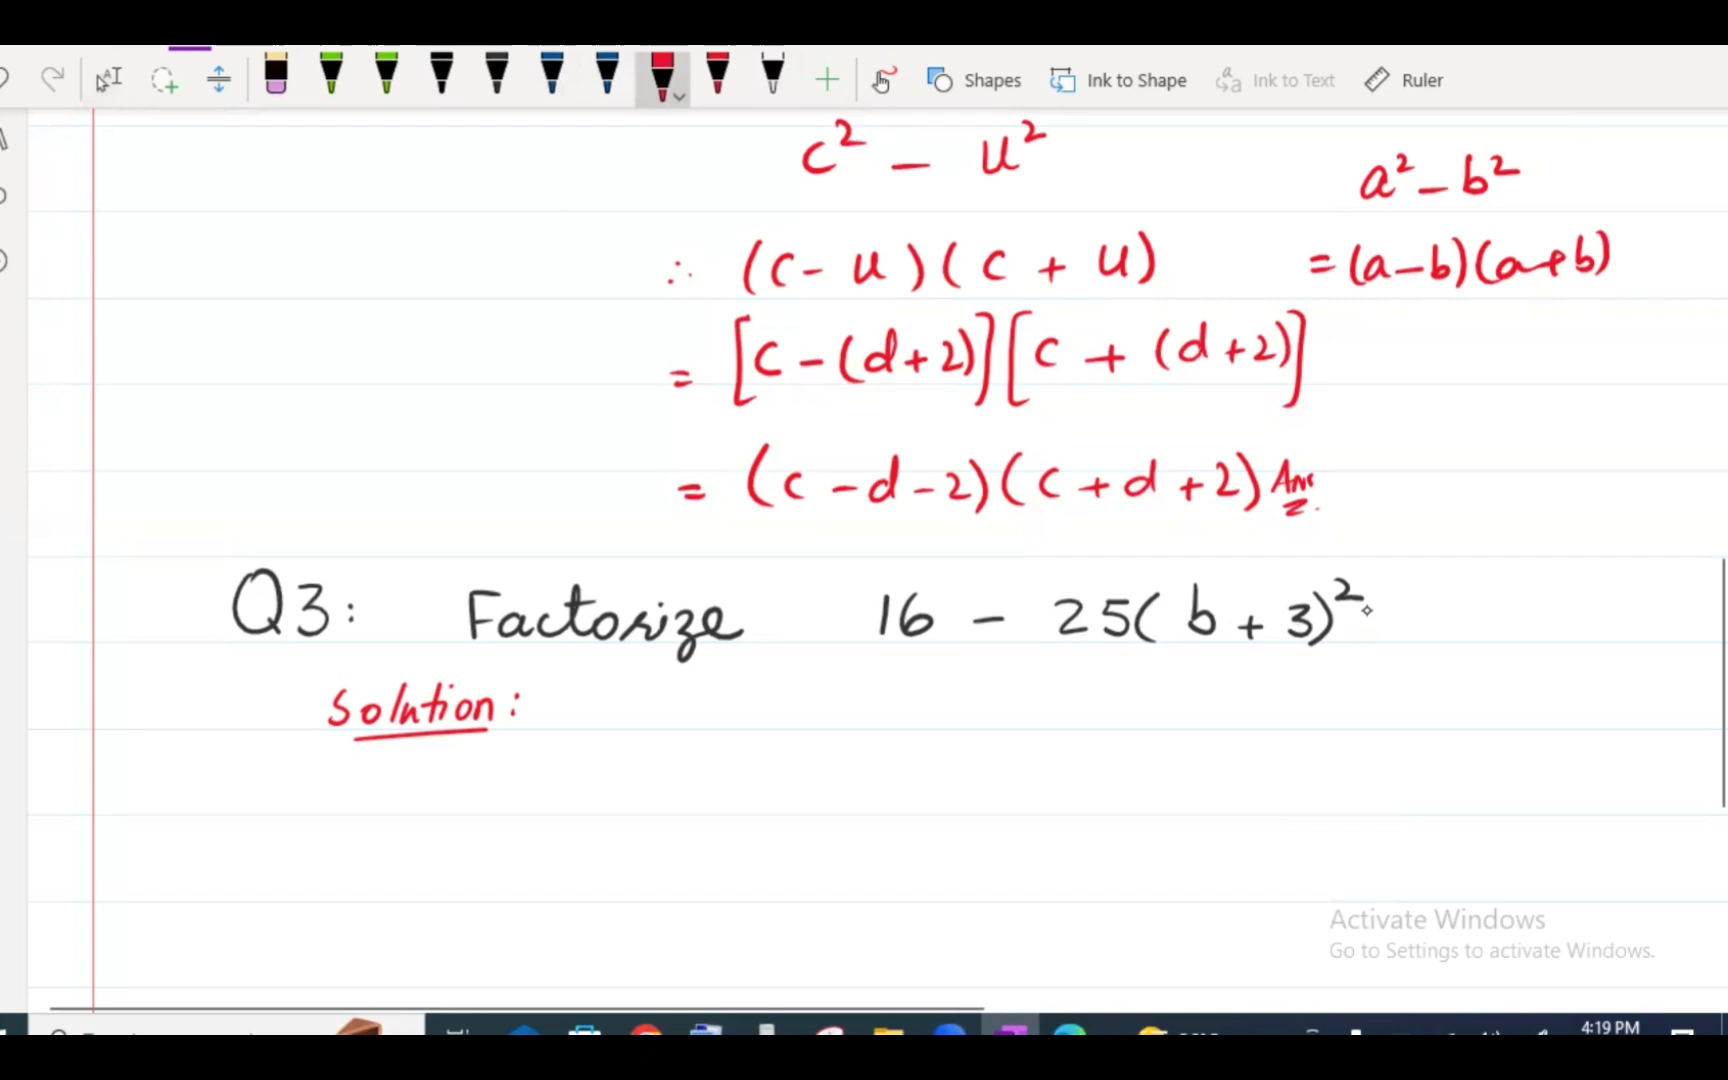 Shapes Ink to Shape Ink to Text Ruler
c² - u²
a² - b²
∴ (c - u)(c + u)
= (a - b)(a + b)
= [c - (d + 2)][c + (d + 2)]
= (c - d - 2)(c + d + 2) Ans
Q3: Factorize 16 - 25(b + 3)²
Solution:
Activate Windows
Go to Settings to activate Windows.
4:19 PM